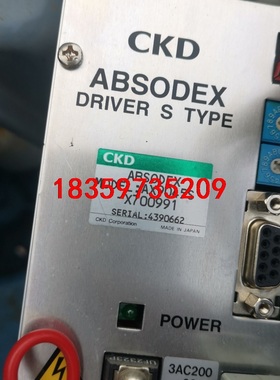 CKD
ABSODEX
DRIVER S TYPE
CKD
ABSODEX
18359735209
X700991
SERIAL:4390662
CKD Corporation MADE IN JAPAN
POWER
3AC200